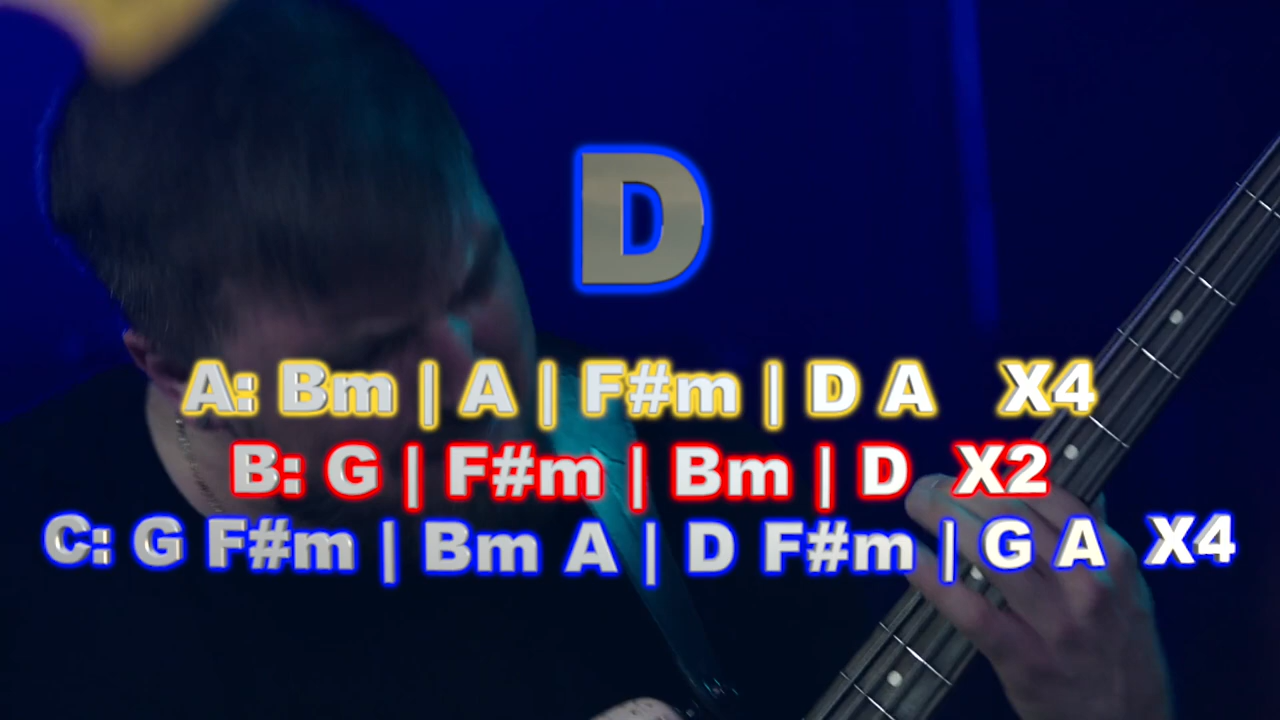 D
A: Bm | A | F#m | D A X4
B: G | F#m | Bm | D X2
C: G F#m | Bm A | D F#m | G A X4